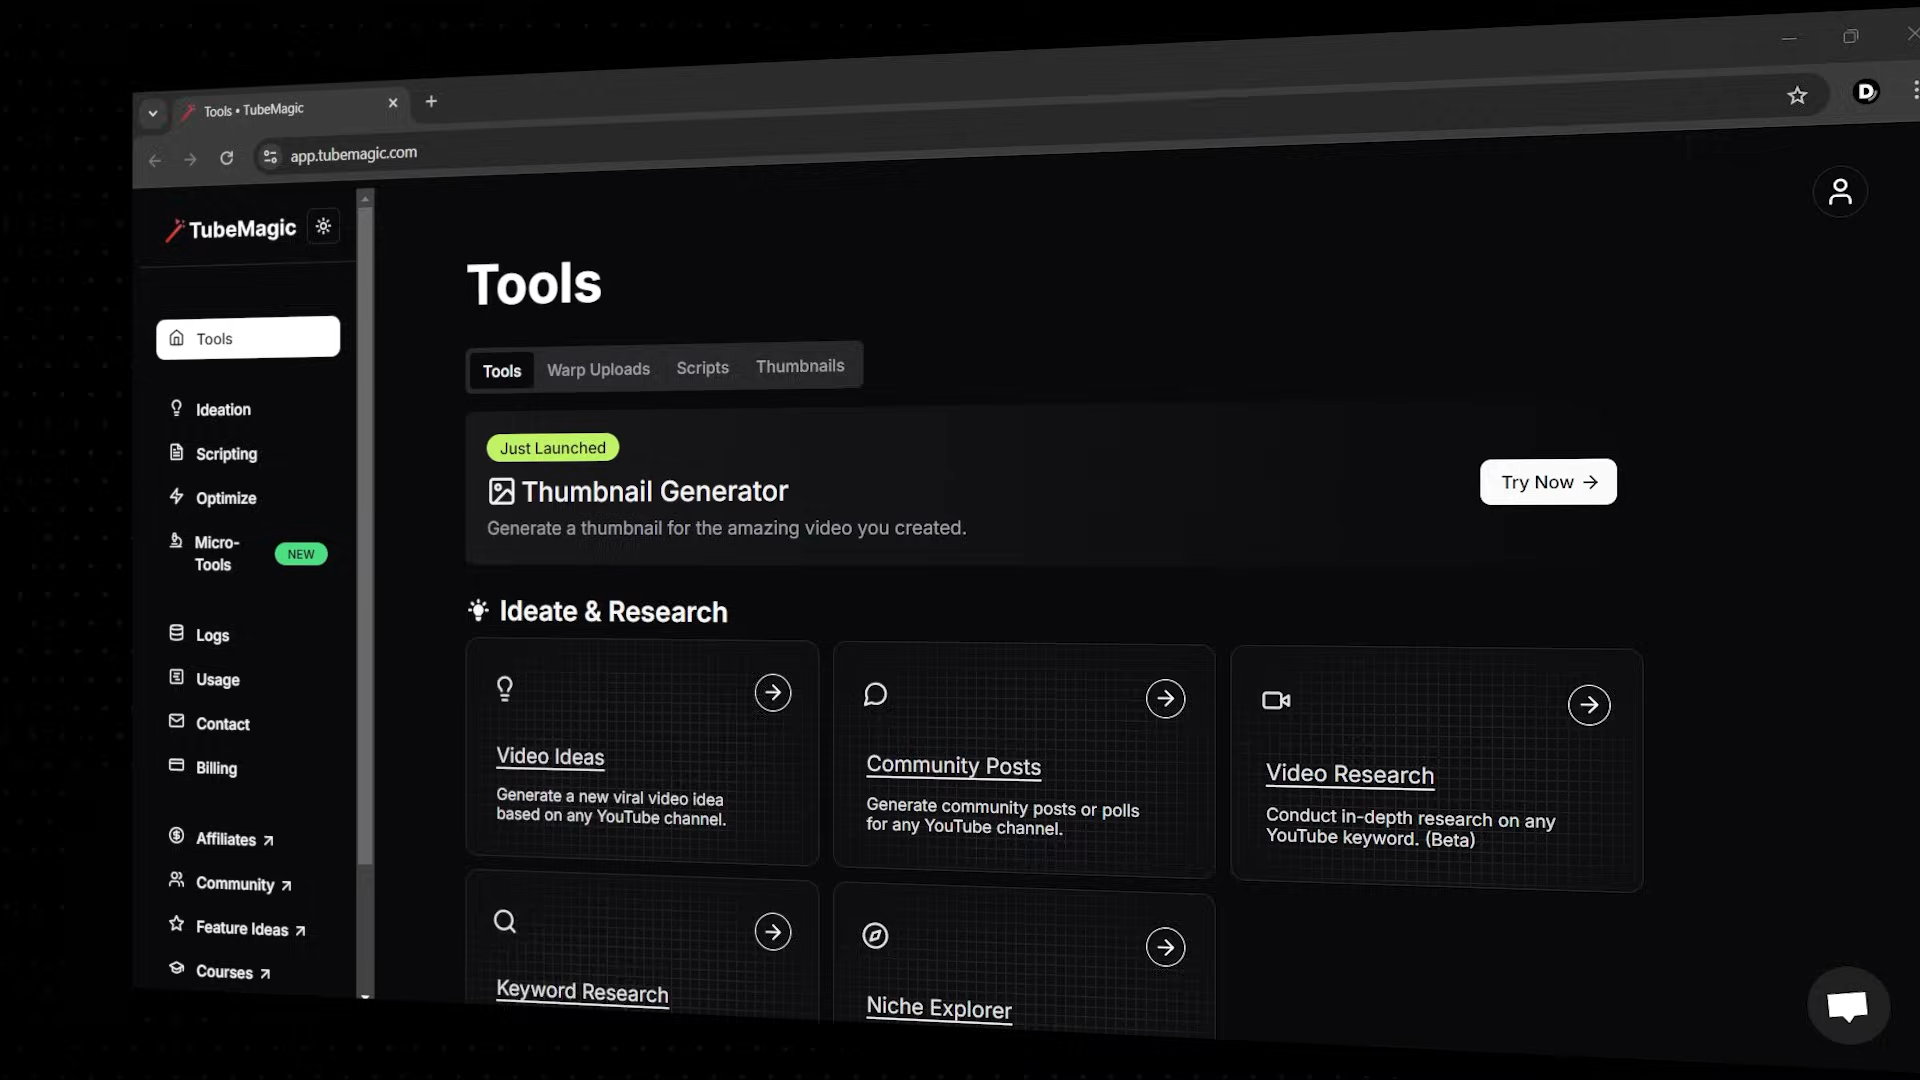 Tools • TubeMagic
app.tubemagic.com
TubeMagic
Tools
Ideation
Scripting
Optimize
Micro-
Tools
NEW
Logs
Usage
Contact
Billing
Affiliates
Community
Feature Ideas
Courses
Tools
Tools Warp Uploads Scripts Thumbnails
Just Launched
Thumbnail Generator
Generate a thumbnail for the amazing video you created.
Try Now
Ideate & Research
Video Ideas
Generate a new viral video idea
based on any YouTube channel.
Community Posts
Generate community posts or polls
for any YouTube channel.
Video Research
Conduct in-depth research on any
YouTube keyword. (Beta)
Keyword Research
Niche Explorer